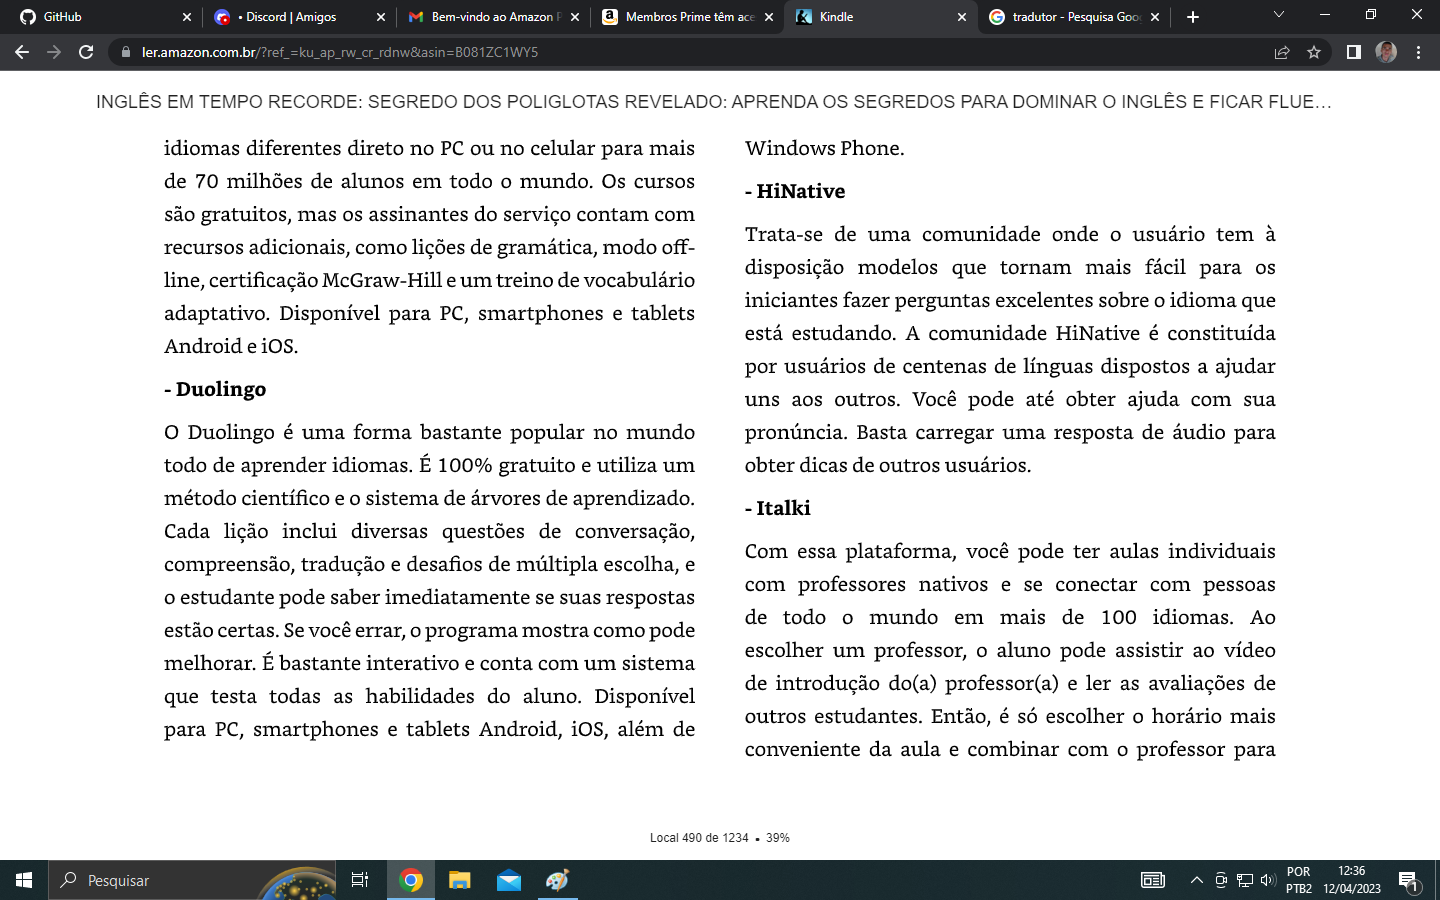 GitHub
• Discord | Amigos
Bem-vindo ao Amazon P
Membros Prime têm ace
Kindle
tradutor - Pesquisa Goo
ler.amazon.com.br/?ref_=ku_ap_rw_cr_rdnw&asin=B081ZC1WY5
INGLÊS EM TEMPO RECORDE: SEGREDO DOS POLIGLOTAS REVELADO: APRENDA OS SEGREDOS PARA DOMINAR O INGLÊS E FICAR FLUE…
idiomas diferentes direto no PC ou no celular para mais
de 70 milhões de alunos em todo o mundo. Os cursos
são gratuitos, mas os assinantes do serviço contam com
recursos adicionais, como lições de gramática, modo off-
line, certificação McGraw-Hill e um treino de vocabulário
adaptativo. Disponível para PC, smartphones e tablets
Android e iOS.
- Duolingo
O Duolingo é uma forma bastante popular no mundo
todo de aprender idiomas. É 100% gratuito e utiliza um
método científico e o sistema de árvores de aprendizado.
Cada lição inclui diversas questões de conversação,
compreensão, tradução e desafios de múltipla escolha, e
o estudante pode saber imediatamente se suas respostas
estão certas. Se você errar, o programa mostra como pode
melhorar. É bastante interativo e conta com um sistema
que testa todas as habilidades do aluno. Disponível
para PC, smartphones e tablets Android, iOS, além de
Windows Phone.
- HiNative
Trata-se de uma comunidade onde o usuário tem à
disposição modelos que tornam mais fácil para os
iniciantes fazer perguntas excelentes sobre o idioma que
está estudando. A comunidade HiNative é constituída
por usuários de centenas de línguas dispostos a ajudar
uns aos outros. Você pode até obter ajuda com sua
pronúncia. Basta carregar uma resposta de áudio para
obter dicas de outros usuários.
- Italki
Com essa plataforma, você pode ter aulas individuais
com professores nativos e se conectar com pessoas
de todo o mundo em mais de 100 idiomas. Ao
escolher um professor, o aluno pode assistir ao vídeo
de introdução do(a) professor(a) e ler as avaliações de
outros estudantes. Então, é só escolher o horário mais
conveniente da aula e combinar com o professor para
Local 490 de 1234 • 39%
Pesquisar
POR
PTB2
12:36
12/04/2023
1